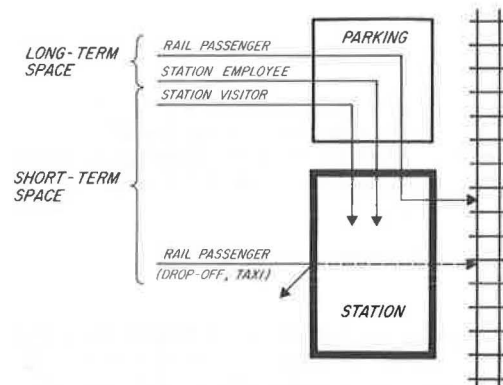 LONG-TERM
SPACE
RAIL PASSENGER
STATION EMPLOYEE
STATION VISITOR
PARKING
SHORT-TERM
SPACE
RAIL PASSENGER
(DROP-OFF, TAXI)
STATION